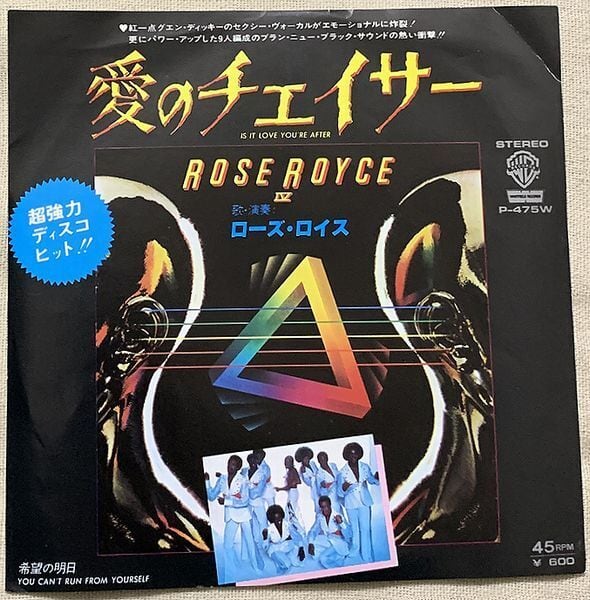 ♥紅一点グエン・ディッキーのセクシー・ヴォーカルがエモーショナルに炸裂！
更にパワー・アップした9人編成のブラン・ニュー・ブラック・サウンドの熱い衝撃!!
愛のチェイサー
IS IT LOVE YOU'RE AFTER
STEREO
ROSE ROYCE
IV
P-475W
歌・演奏:
ローズ・ロイス
超強力
ディスコ
ヒット!!
希望の明日
YOU CAN'T RUN FROM YOURSELF
45RPM
¥600